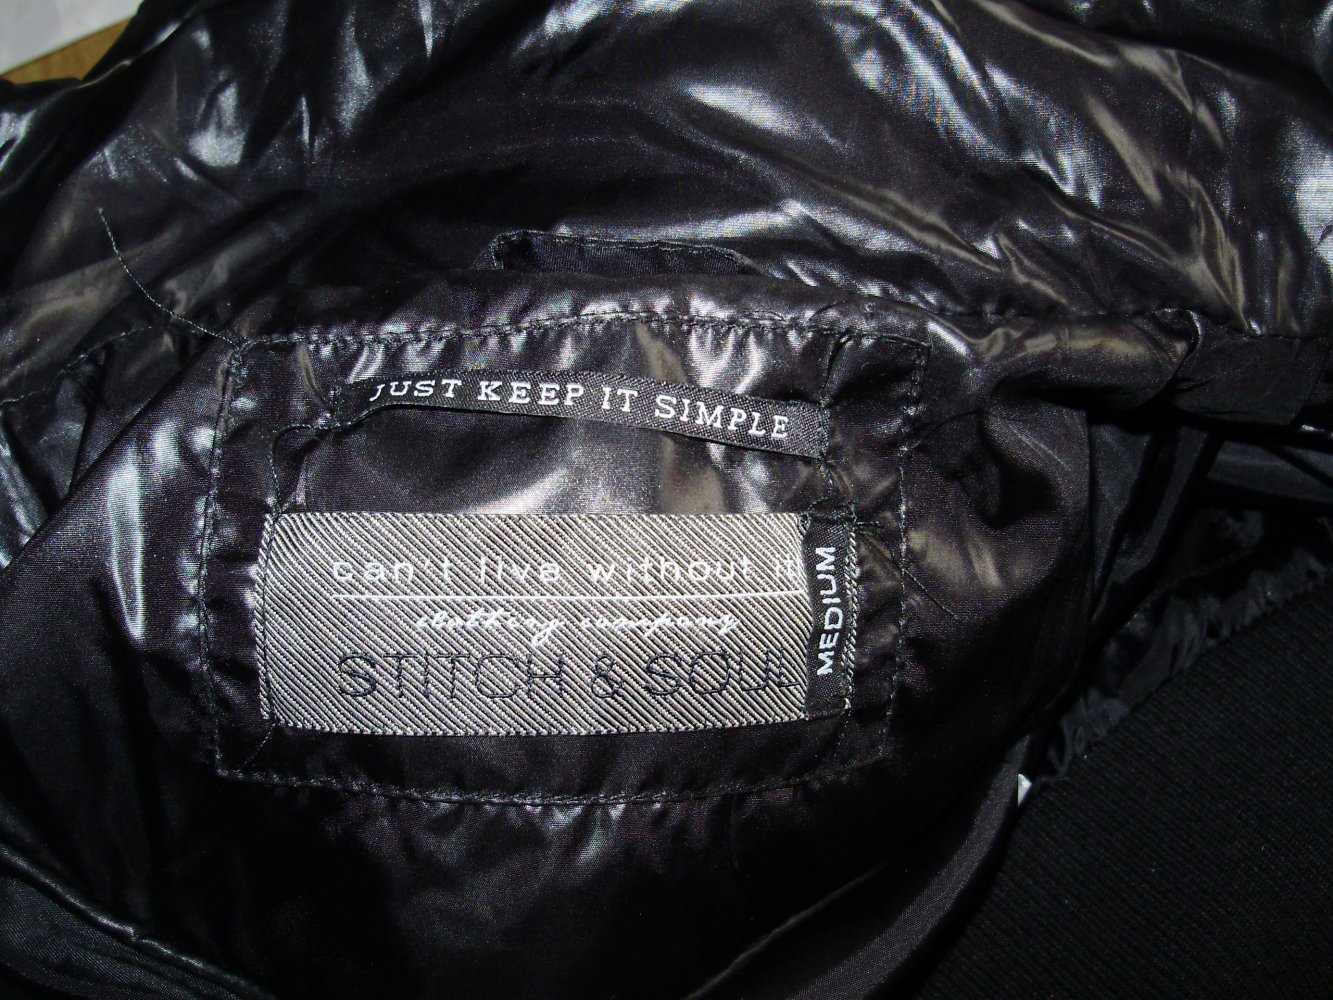 JUST KEEP IT SIMPLE
can't live without it
clothing company
STITCH & SOUL
MEDIUM